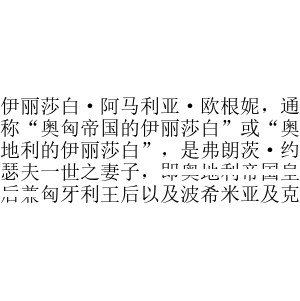 伊丽莎白·阿马利亚·欧根妮，通
称“奥匈帝国的伊丽莎白”或“奥
地利的伊丽莎白”，是弗朗茨·约
瑟夫一世之妻子，即奥地利帝国皇
后兼匈牙利王后以及波希米亚及克